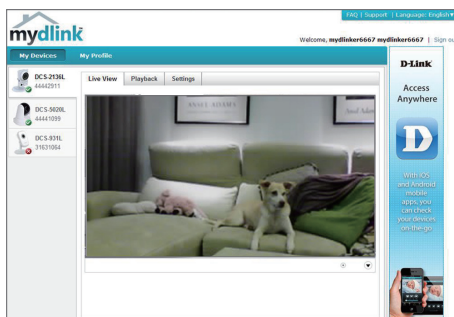 FAQ | Support | Language: English
mydlink
Welcome, mydlinker6667 mydlinker6667 | Sign ou
My Devices
My Profile
DCS-2136L
44442911
DCS-5020L
44441099
DCS-931L
31631064
Live View
Playback
Settings
ANSEL ADAMS
D-Link
Access
Anywhere
D
With iOS
and Android
mobile
apps, you
can check
your devices
on-the-go